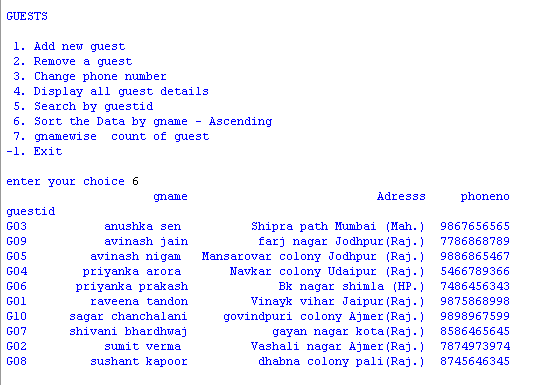 GUESTS
1. Add new guest
2. Remove a guest
3. Change phone number
4. Display all guest details
5. Search by guestid
6. Sort the Data by gname - Ascending
7. gnamewise  count of guest
-1. Exit
enter your choice 6
gname Adresss phoneno
guestid
G03 anushka sen Shipra path Mumbai (Mah.) 9867656565
G09 avinash jain farj nagar Jodhpur(Raj.) 7786868789
G05 avinash nigam Mansarovar colony Jodhpur (Raj.) 9886865467
G04 priyanka arora Navkar colony Udaipur (Raj.) 5466789366
G06 priyanka prakash Bk nagar shimla (HP.) 7486456343
G01 raveena tandon Vinayk vihar Jaipur(Raj.) 9875868998
G10 sagar chanchalani govindpuri colony Ajmer(Raj.) 9898967599
G07 shivani bhardhwaj gayan nagar kota(Raj.) 8586465645
G02 sumit verma Vashali nagar Ajmer(Raj.) 7874973974
G08 sushant kapoor dhabna colony pali(Raj.) 8745646345